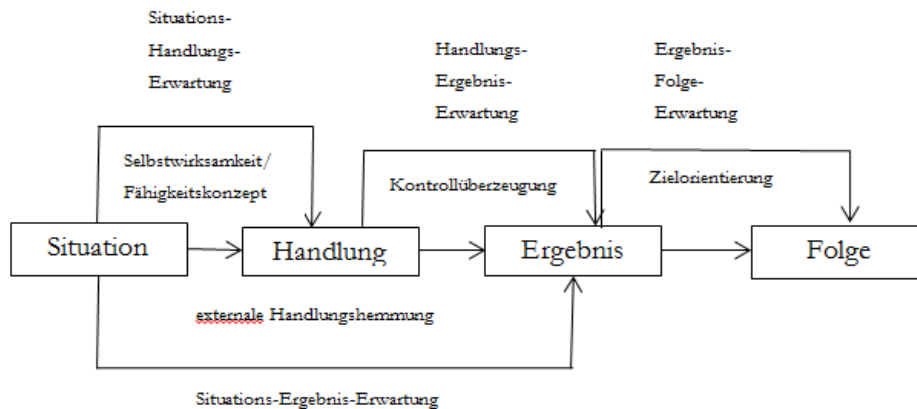 Situations-
Handlungs-
Erwartung
Handlungs-
Ergebnis-
Erwartung
Ergebnis-
Folge-
Erwartung
Selbstwirksamkeit/
Fähigkeitskonzept
Kontrollüberzeugung
Zielorientierung
Situation
Handlung
Ergebnis
Folge
externale Handlungshemmung
Situations-Ergebnis-Erwartung